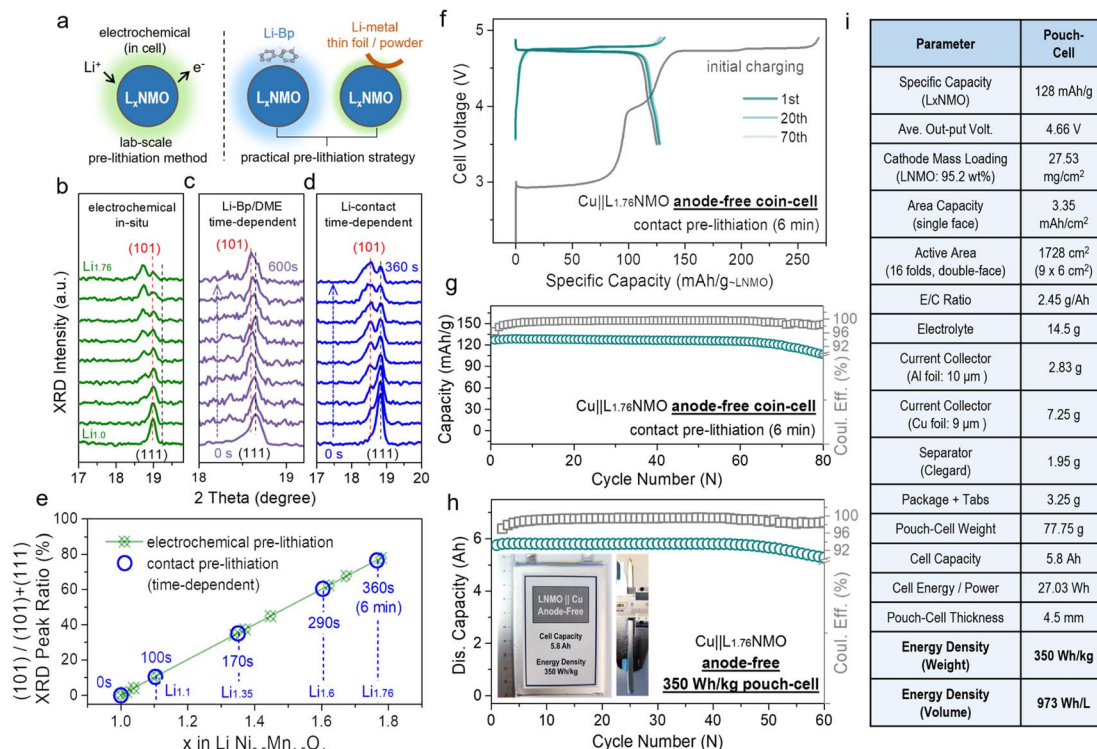 a
electrochemical
(in cell)
Li⁺
e⁻
LₓNMO
lab-scale
pre-lithiation method
Li-Bp
Li-metal
thin foil / powder
LₓNMO
LₓNMO
practical pre-lithiation strategy
b
electrochemical
in-situ
(101)
Li1.76
Li1.0
(111)
17 18 19 20
c
Li-Bp/DME
time-dependent
(101)
600s
0 s
(111)
18 19
d
Li-contact
time-dependent
(101)
360 s
0 s
(111)
17 18 19 20
XRD Intensity (a.u.)
2 Theta (degree)
e
(101) / (101)+(111)
XRD Peak Ratio (%)
100
80
60
40
20
0
electrochemical pre-lithiation
contact pre-lithiation
(time-dependent)
0s
100s
170s
290s
360s
(6 min)
Li1.1
Li1.35
Li1.6
Li1.76
1.0 1.2 1.4 1.6 1.8
x in Li Ni Mn O
f
Cell Voltage (V)
5
4
3
initial charging
1st
20th
70th
Cu||L1.76NMO anode-free coin-cell
contact pre-lithiation (6 min)
0 50 100 150 200 250
Specific Capacity (mAh/g~LNMO)
g
Capacity (mAh/g)
150
120
90
60
30
0
100
96
92
Coul. Eff. (%)
Cu||L1.76NMO anode-free coin-cell
contact pre-lithiation (6 min)
0 20 40 60 80
Cycle Number (N)
h
Dis. Capacity (Ah)
6
4
2
0
100
96
92
Coul. Eff. (%)
LNMO || Cu
Anode-Free
Cell Capacity
5.8 Ah
Energy Density
350 Wh/kg
Cu||L1.76NMO
anode-free
350 Wh/kg pouch-cell
0 10 20 30 40 50 60
Cycle Number (N)
i
Parameter
Pouch-
Cell
Specific Capacity
(LxNMO)
128 mAh/g
Ave. Out-put Volt.
4.66 V
Cathode Mass Loading
(LNMO: 95.2 wt%)
27.53
mg/cm²
Area Capacity
(single face)
3.35
mAh/cm²
Active Area
(16 folds, double-face)
1728 cm²
(9 x 6 cm²)
E/C Ratio
2.45 g/Ah
Electrolyte
14.5 g
Current Collector
(Al foil: 10 µm )
2.83 g
Current Collector
(Cu foil: 9 µm )
7.25 g
Separator
(Clegard)
1.95 g
Package + Tabs
3.25 g
Pouch-Cell Weight
77.75 g
Cell Capacity
5.8 Ah
Cell Energy / Power
27.03 Wh
Pouch-Cell Thickness
4.5 mm
Energy Density
(Weight)
350 Wh/kg
Energy Density
(Volume)
973 Wh/L